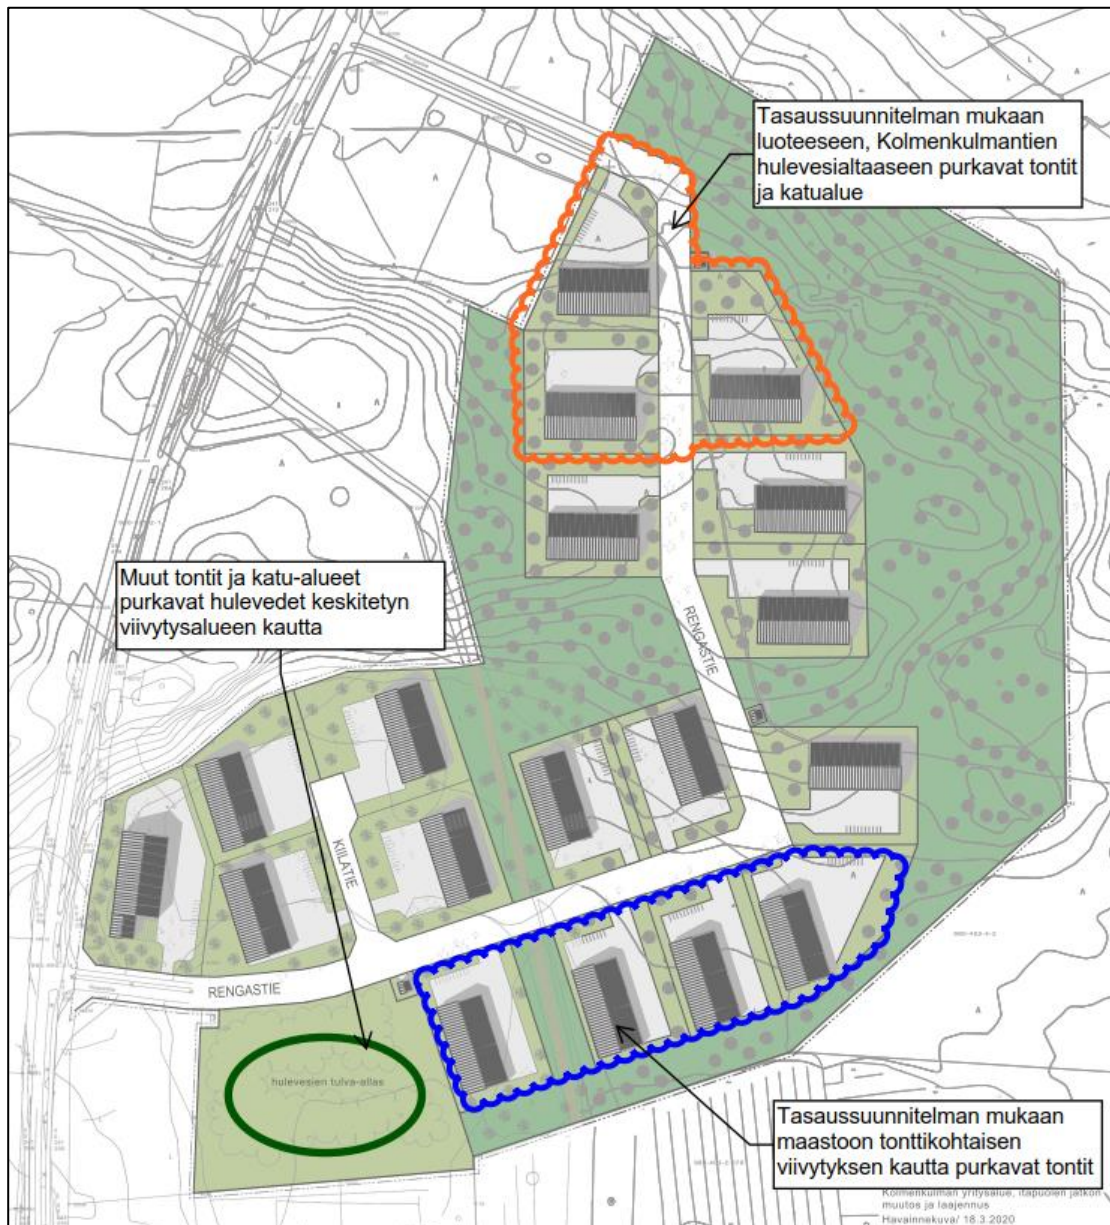 Tasaussuunnitelman mukaan
luoteeseen, Kolmenkulmantien
hulevesialtaaseen purkavat tontit
ja katualue
Muut tontit ja katu-alueet
purkavat hulevedet keskitetyn
viivytysalueen kautta
RENGASTIE
KIILATIE
RENGASTIE
hulevesien tulva-allas
Tasaussuunnitelman mukaan
maastoon tonttikohtaisen
viivytyksen kautta purkavat tontit
Kolmenkulman yritysalue, itäpuolen jatkon
muutos ja laajennus
Havainnekuva/ 18.3.2020